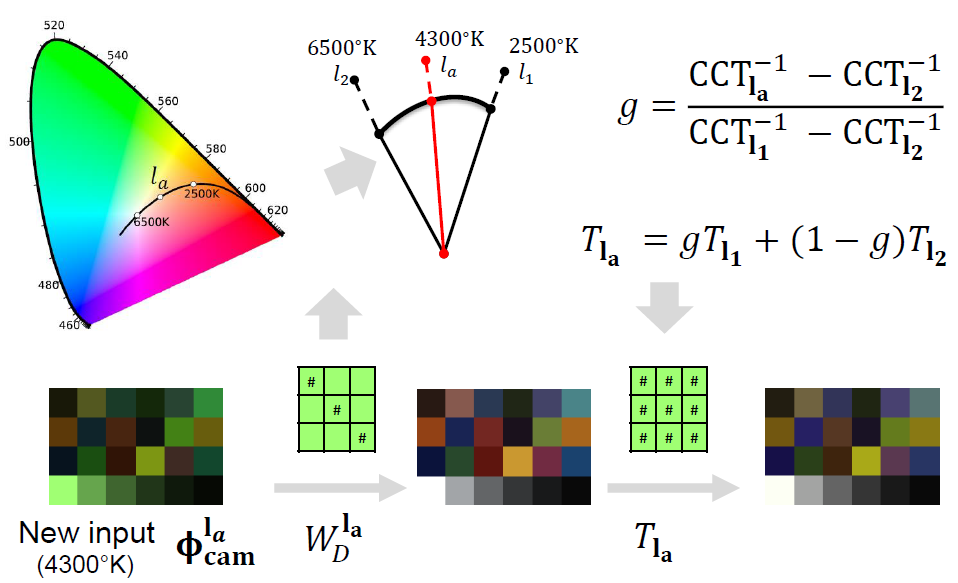 520
540
560
500
580
600
620
480
460
l_a
2500K
6500K
6500°K
4300°K
2500°K
l_2
l_a
l_1
g = (CCT_{l_a}^{-1} − CCT_{l_2}^{-1}) / (CCT_{l_1}^{-1} − CCT_{l_2}^{-1})
T_{l_a} = gT_{l_1} + (1 − g)T_{l_2}
#
#
#
# # #
# # #
# # #
New input
(4300°K)
Φ_{cam}^{l_a}
W_D^{l_a}
T_{l_a}